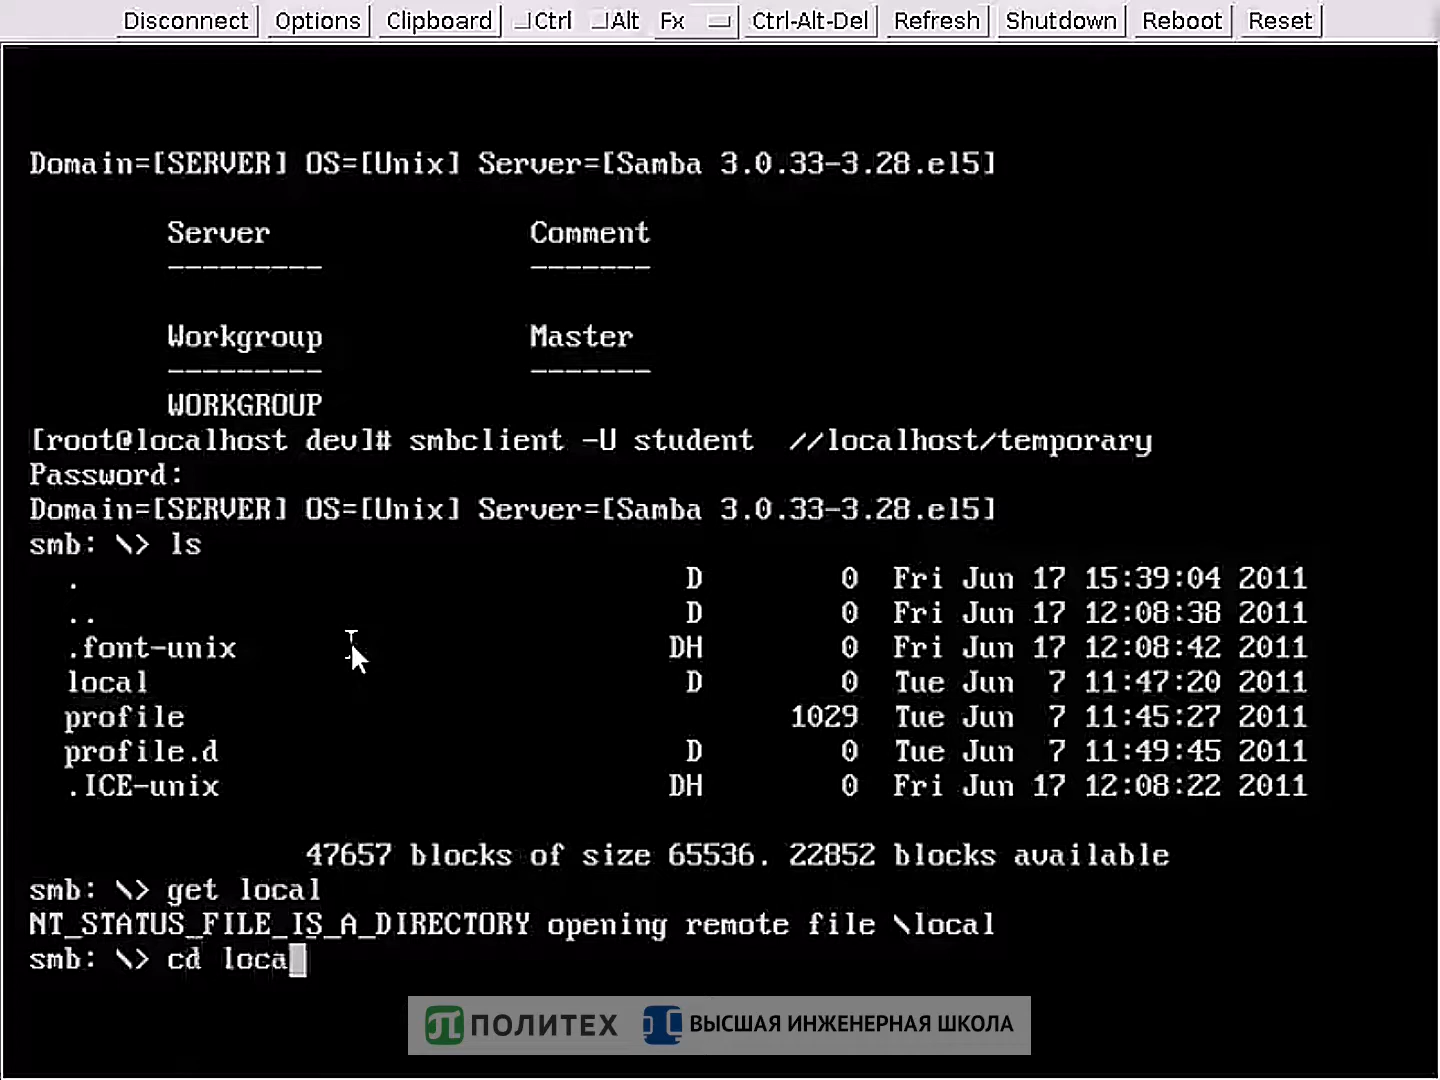 Disconnect Options Clipboard Ctrl Alt Fx Ctrl-Alt-Del Refresh Shutdown Reboot Reset
Domain=[SERVER] OS=[Unix] Server=[Samba 3.0.33-3.28.el5]
Server Comment
--------- -------
Workgroup Master
--------- -------
WORKGROUP
[root@localhost dev]# smbclient -U student  //localhost/temporary
Password:
Domain=[SERVER] OS=[Unix] Server=[Samba 3.0.33-3.28.el5]
smb: \> ls
. D 0 Fri Jun 17 15:39:04 2011
.. D 0 Fri Jun 17 12:08:38 2011
.font-unix DH 0 Fri Jun 17 12:08:42 2011
local D 0 Tue Jun 7 11:47:20 2011
profile 1029 Tue Jun 7 11:45:27 2011
profile.d D 0 Tue Jun 7 11:49:45 2011
.ICE-unix DH 0 Fri Jun 17 12:08:22 2011
47657 blocks of size 65536. 22852 blocks available
smb: \> get local
NT_STATUS_FILE_IS_A_DIRECTORY opening remote file \local
smb: \> cd loca
ПОЛИТЕХ ВЫСШАЯ ИНЖЕНЕРНАЯ ШКОЛА